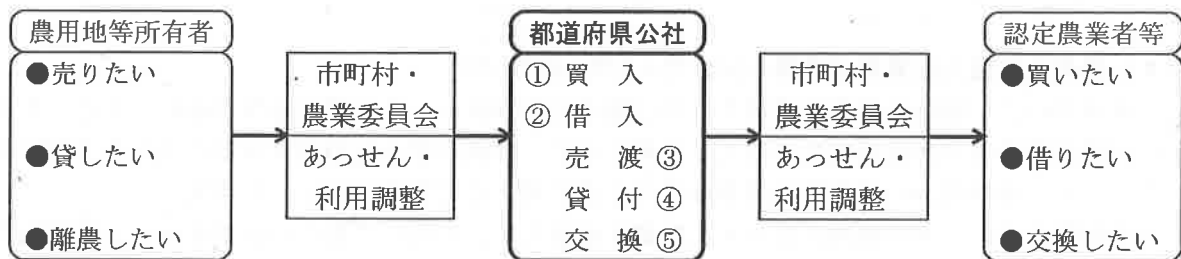 農用地等所有者
●売りたい
●貸したい
●離農したい
市町村・
農業委員会
あっせん・
利用調整
都道府県公社
① 買 入
② 借 入
売 渡 ③
貸 付 ④
交 換 ⑤
市町村・
農業委員会
あっせん・
利用調整
認定農業者等
●買いたい
●借りたい
●交換したい